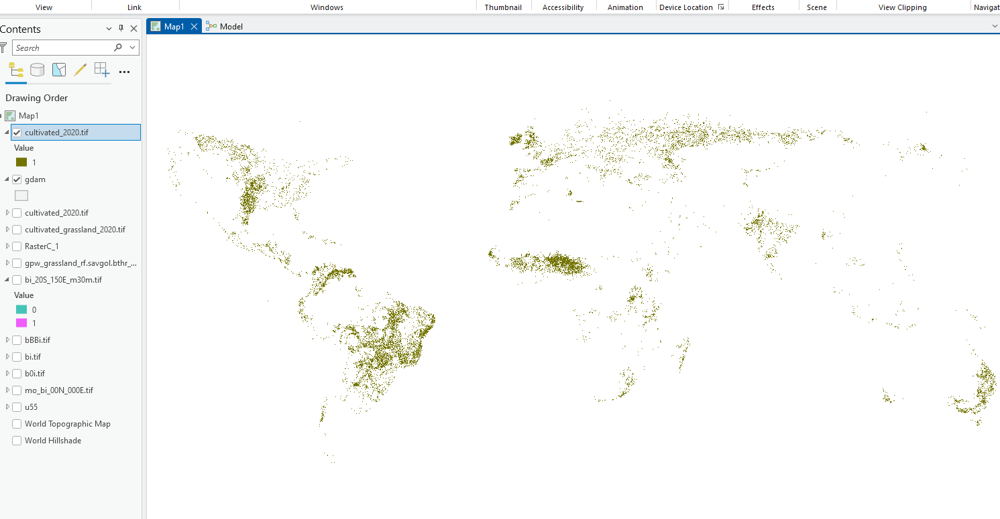 View
Link
Windows
Thumbnail
Accessibility
Animation
Device Location
Effects
Scene
View Clipping
Navigat
Contents
Map1
Model
Search
Drawing Order
Map1
cultivated_2020.tif
Value
1
gdam
cultivated_2020.tif
cultivated_grassland_2020.tif
RasterC_1
gpw_grassland_rf.savgol.bthr_...
bi_20S_150E_m30m.tif
Value
0
1
bBBi.tif
bi.tif
b0i.tif
mo_bi_00N_000E.tif
u55
World Topographic Map
World Hillshade